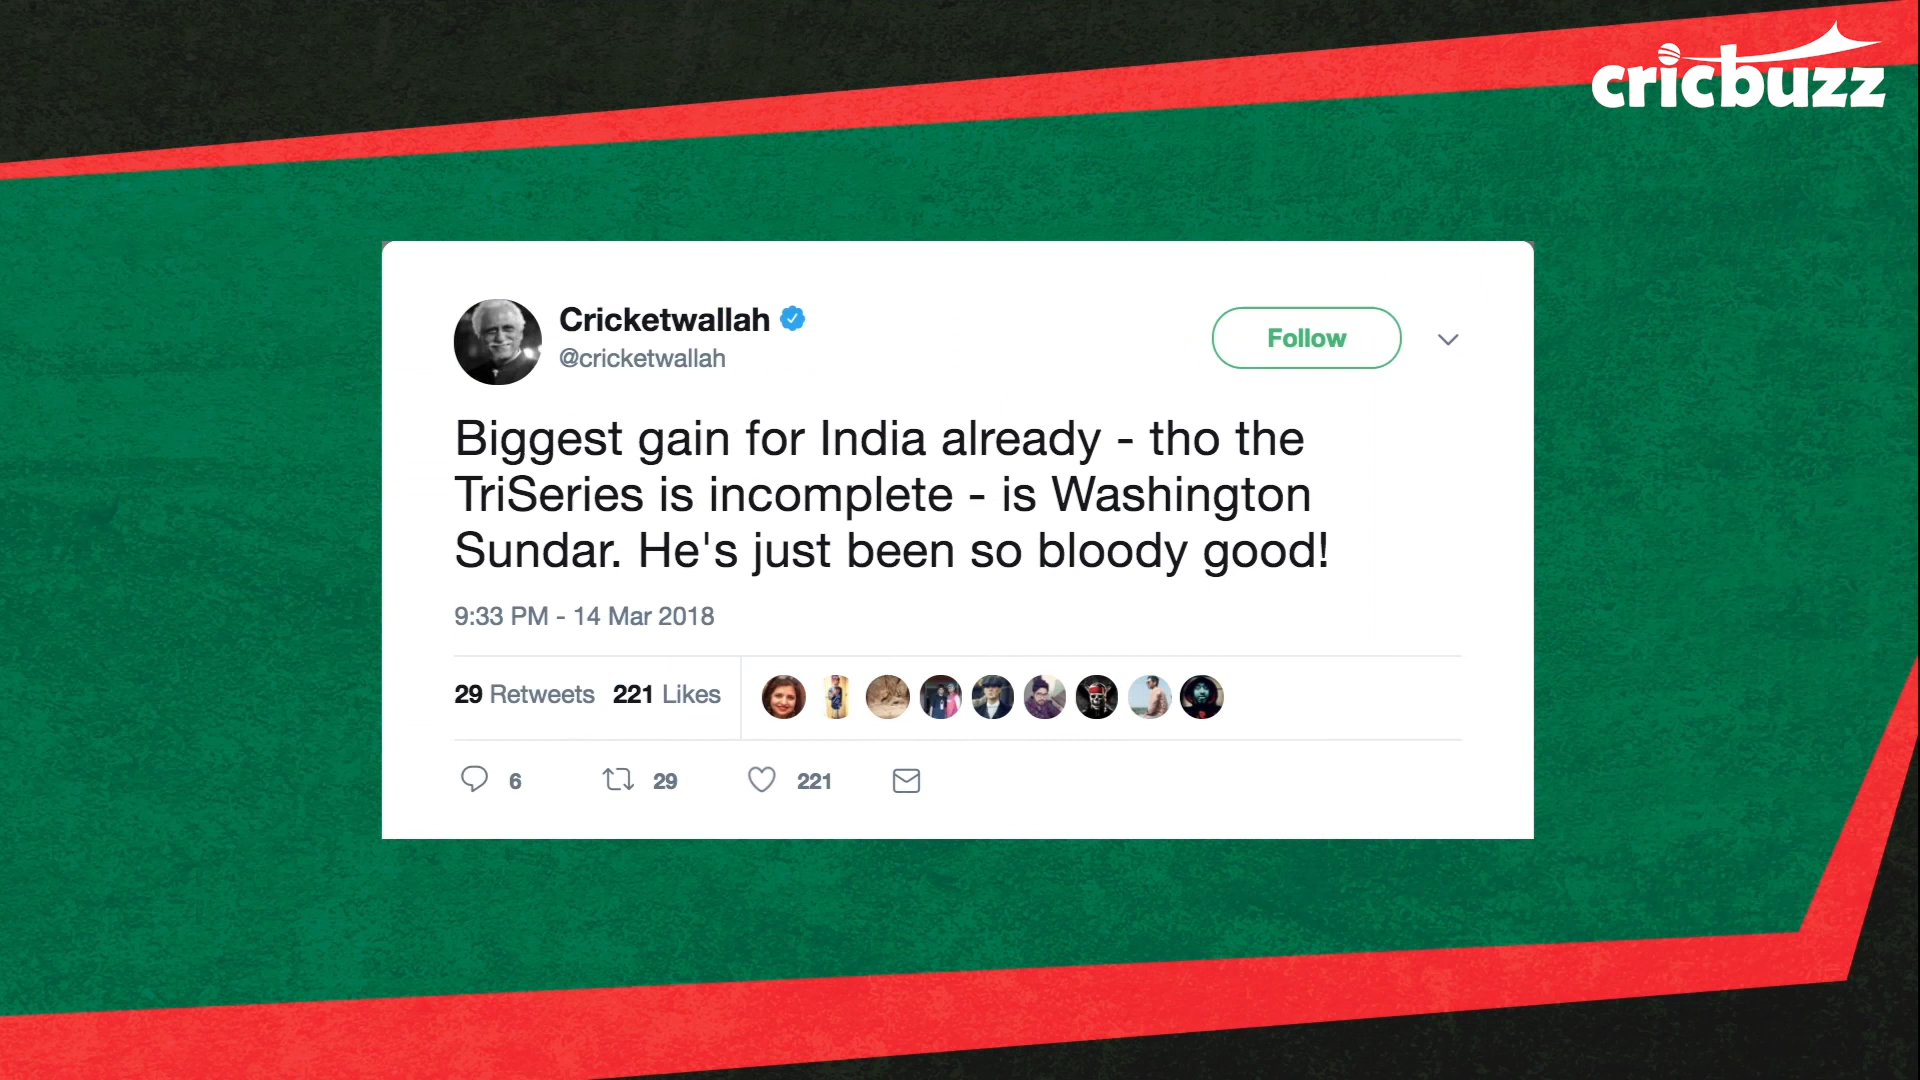 cricbuzz
Cricketwallah
@cricketwallah
Follow
Biggest gain for India already - tho the
TriSeries is incomplete - is Washington
Sundar. He's just been so bloody good!
9:33 PM - 14 Mar 2018
29 Retweets 221 Likes
6 29 221